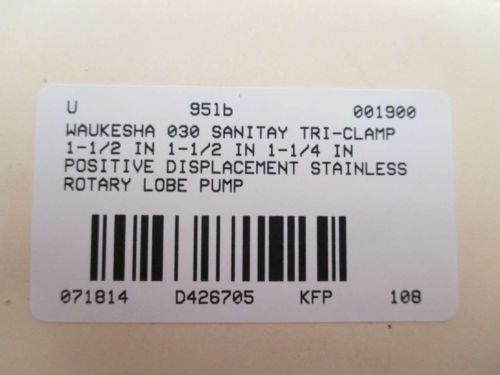 U 95lb 001900
WAUKESHA 030 SANITAY TRI-CLAMP
1-1/2 IN 1-1/2 IN 1-1/4 IN
POSITIVE DISPLACEMENT STAINLESS
ROTARY LOBE PUMP
071814 D426705 KFP 108